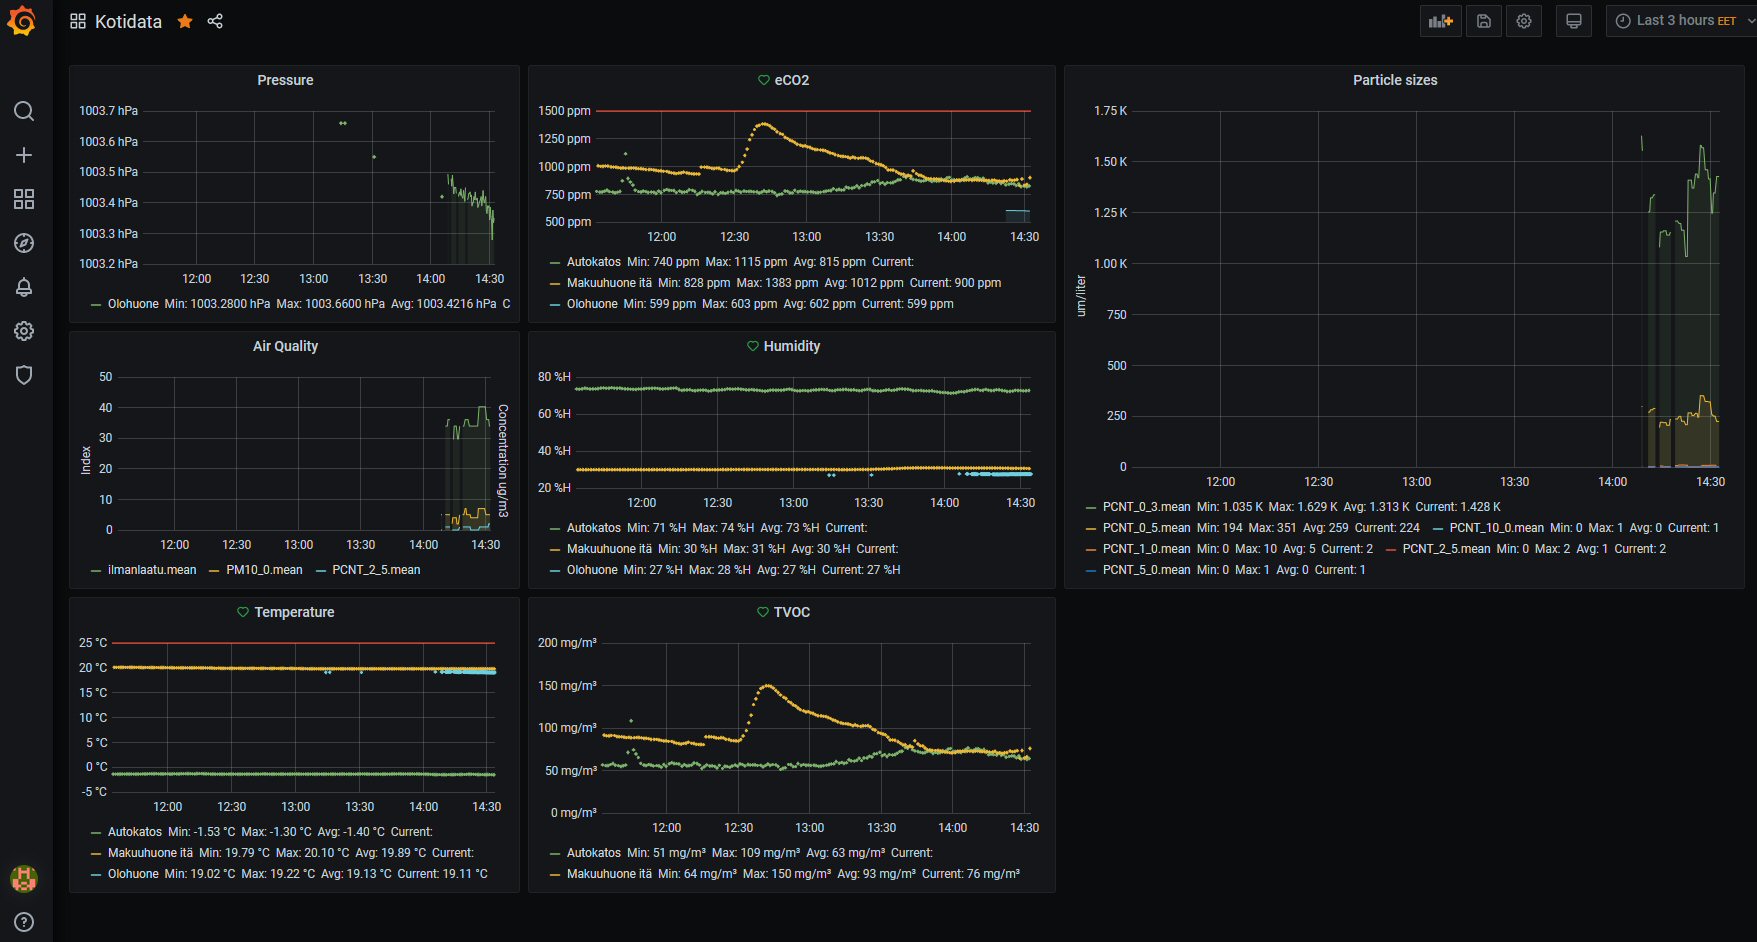 Kotidata
Last 3 hours EET
Pressure
1003.7 hPa
1003.6 hPa
1003.5 hPa
1003.4 hPa
1003.3 hPa
1003.2 hPa
12:00 12:30 13:00 13:30 14:00 14:30
Olohuone Min: 1003.2800 hPa Max: 1003.6600 hPa Avg: 1003.4216 hPa C
eCO2
1500 ppm
1250 ppm
1000 ppm
750 ppm
500 ppm
12:00 12:30 13:00 13:30 14:00 14:30
Autokatos Min: 740 ppm Max: 1115 ppm Avg: 815 ppm Current:
Makuuhuone itä Min: 828 ppm Max: 1383 ppm Avg: 1012 ppm Current: 900 ppm
Olohuone Min: 599 ppm Max: 603 ppm Avg: 602 ppm Current: 599 ppm
Particle sizes
um/liter
1.75 K
1.50 K
1.25 K
1.00 K
750
500
250
0
12:00 12:30 13:00 13:30 14:00 14:30
PCNT_0_3.mean Min: 1.035 K Max: 1.629 K Avg: 1.313 K Current: 1.428 K
PCNT_0_5.mean Min: 194 Max: 351 Avg: 259 Current: 224 PCNT_10_0.mean Min: 0 Max: 1 Avg: 0 Current: 1
PCNT_1_0.mean Min: 0 Max: 10 Avg: 5 Current: 2 PCNT_2_5.mean Min: 0 Max: 2 Avg: 1 Current: 2
PCNT_5_0.mean Min: 0 Max: 1 Avg: 0 Current: 1
Air Quality
Index
50
40
30
20
10
0
Concentration ug/m3
12:00 12:30 13:00 13:30 14:00 14:30
ilmanlaatu.mean PM10_0.mean PCNT_2_5.mean
Humidity
80 %H
60 %H
40 %H
20 %H
12:00 12:30 13:00 13:30 14:00 14:30
Autokatos Min: 71 %H Max: 74 %H Avg: 73 %H Current:
Makuuhuone itä Min: 30 %H Max: 31 %H Avg: 30 %H Current:
Olohuone Min: 27 %H Max: 28 %H Avg: 27 %H Current: 27 %H
Temperature
25 °C
20 °C
15 °C
10 °C
5 °C
0 °C
-5 °C
12:00 12:30 13:00 13:30 14:00 14:30
Autokatos Min: -1.53 °C Max: -1.30 °C Avg: -1.40 °C Current:
Makuuhuone itä Min: 19.79 °C Max: 20.10 °C Avg: 19.89 °C Current:
Olohuone Min: 19.02 °C Max: 19.22 °C Avg: 19.13 °C Current: 19.11 °C
TVOC
200 mg/m³
150 mg/m³
100 mg/m³
50 mg/m³
0 mg/m³
12:00 12:30 13:00 13:30 14:00 14:30
Autokatos Min: 51 mg/m³ Max: 109 mg/m³ Avg: 63 mg/m³ Current:
Makuuhuone itä Min: 64 mg/m³ Max: 150 mg/m³ Avg: 93 mg/m³ Current: 76 mg/m³